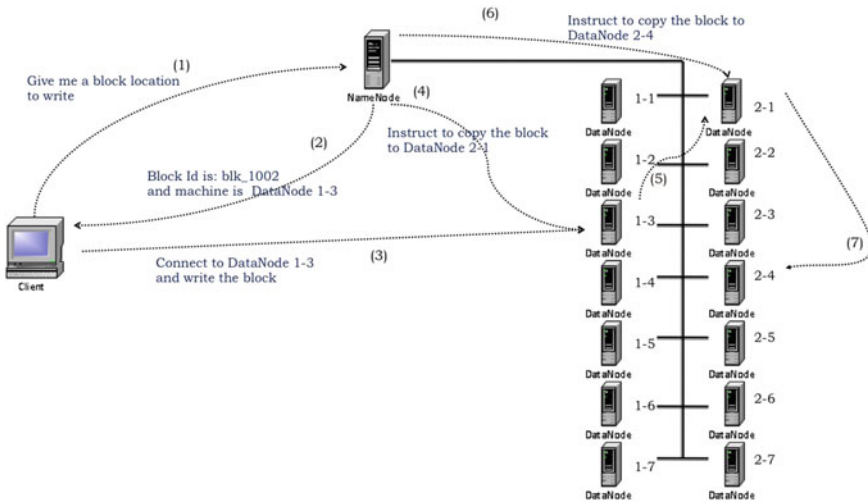 (6)
Instruct to copy the block to
DataNode 2-4
(1)
Give me a block location
to write
NameNode
(4)
Instruct to copy the block
to DataNode 2-1
(2)
Block Id is: blk_1002
and machine is DataNode 1-3
(3)
Connect to DataNode 1-3
and write the block
Client
(5)
(7)
1-1
DataNode
2-1
DataNode
1-2
DataNode
2-2
DataNode
1-3
DataNode
2-3
DataNode
1-4
DataNode
2-4
DataNode
1-5
DataNode
2-5
DataNode
1-6
DataNode
2-6
DataNode
1-7
DataNode
2-7
DataNode